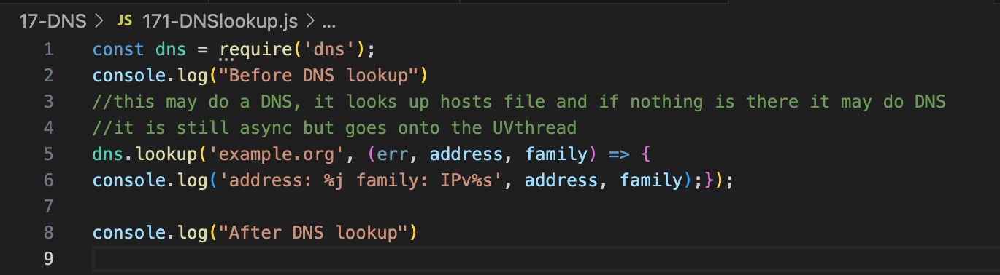 17-DNS > JS 171-DNSlookup.js > ...
1 const dns = require('dns');
2 console.log("Before DNS lookup")
3 //this may do a DNS, it looks up hosts file and if nothing is there it may do DNS
4 //it is still async but goes onto the UVthread
5 dns.lookup('example.org', (err, address, family) => {
6 console.log('address: %j family: IPv%s', address, family);});
7
8 console.log("After DNS lookup")
9